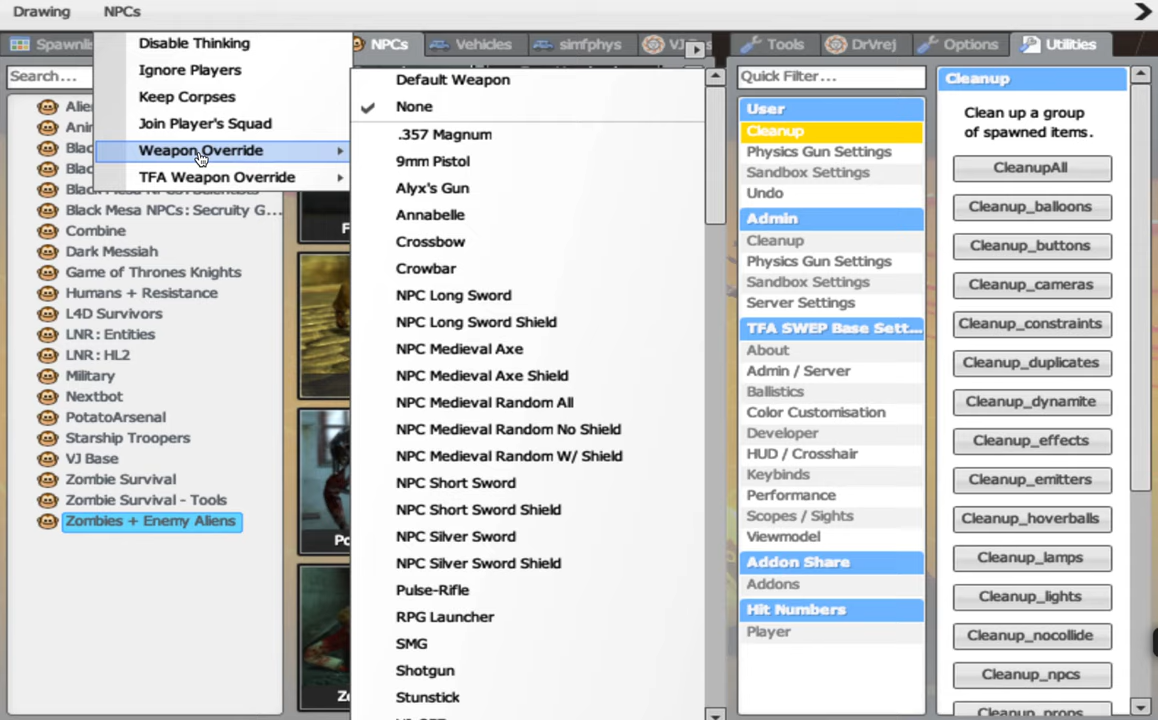 Drawing
NPCs
Disable Thinking
Ignore Players
Keep Corpses
Join Player's Squad
Weapon Override
TFA Weapon Override
Search...
Combine
Dark Messiah
Game of Thrones Knights
Humans + Resistance
L4D Survivors
LNR: Entities
LNR: HL2
Military
Nextbot
PotatoArsenal
Starship Troopers
VJ Base
Zombie Survival
Zombie Survival - Tools
Zombies + Enemy Aliens
Black Mesa NPCs: Secruity G...
NPCs
Vehicles
simfphys
Default Weapon
None
.357 Magnum
9mm Pistol
Alyx's Gun
Annabelle
Crossbow
Crowbar
NPC Long Sword
NPC Long Sword Shield
NPC Medieval Axe
NPC Medieval Axe Shield
NPC Medieval Random All
NPC Medieval Random No Shield
NPC Medieval Random W/ Shield
NPC Short Sword
NPC Short Sword Shield
NPC Silver Sword
NPC Silver Sword Shield
Pulse-Rifle
RPG Launcher
SMG
Shotgun
Stunstick
Tools
DrVrej
Options
Utilities
Quick Filter...
User
Cleanup
Physics Gun Settings
Sandbox Settings
Undo
Admin
Cleanup
Physics Gun Settings
Sandbox Settings
Server Settings
TFA SWEP Base Sett...
About
Admin / Server
Ballistics
Color Customisation
Developer
HUD / Crosshair
Keybinds
Performance
Scopes / Sights
Viewmodel
Addon Share
Addons
Hit Numbers
Player
Cleanup
Clean up a group
of spawned items.
CleanupAll
Cleanup_balloons
Cleanup_buttons
Cleanup_cameras
Cleanup_constraints
Cleanup_duplicates
Cleanup_dynamite
Cleanup_effects
Cleanup_emitters
Cleanup_hoverballs
Cleanup_lamps
Cleanup_lights
Cleanup_nocollide
Cleanup_npcs
Cleanup_props